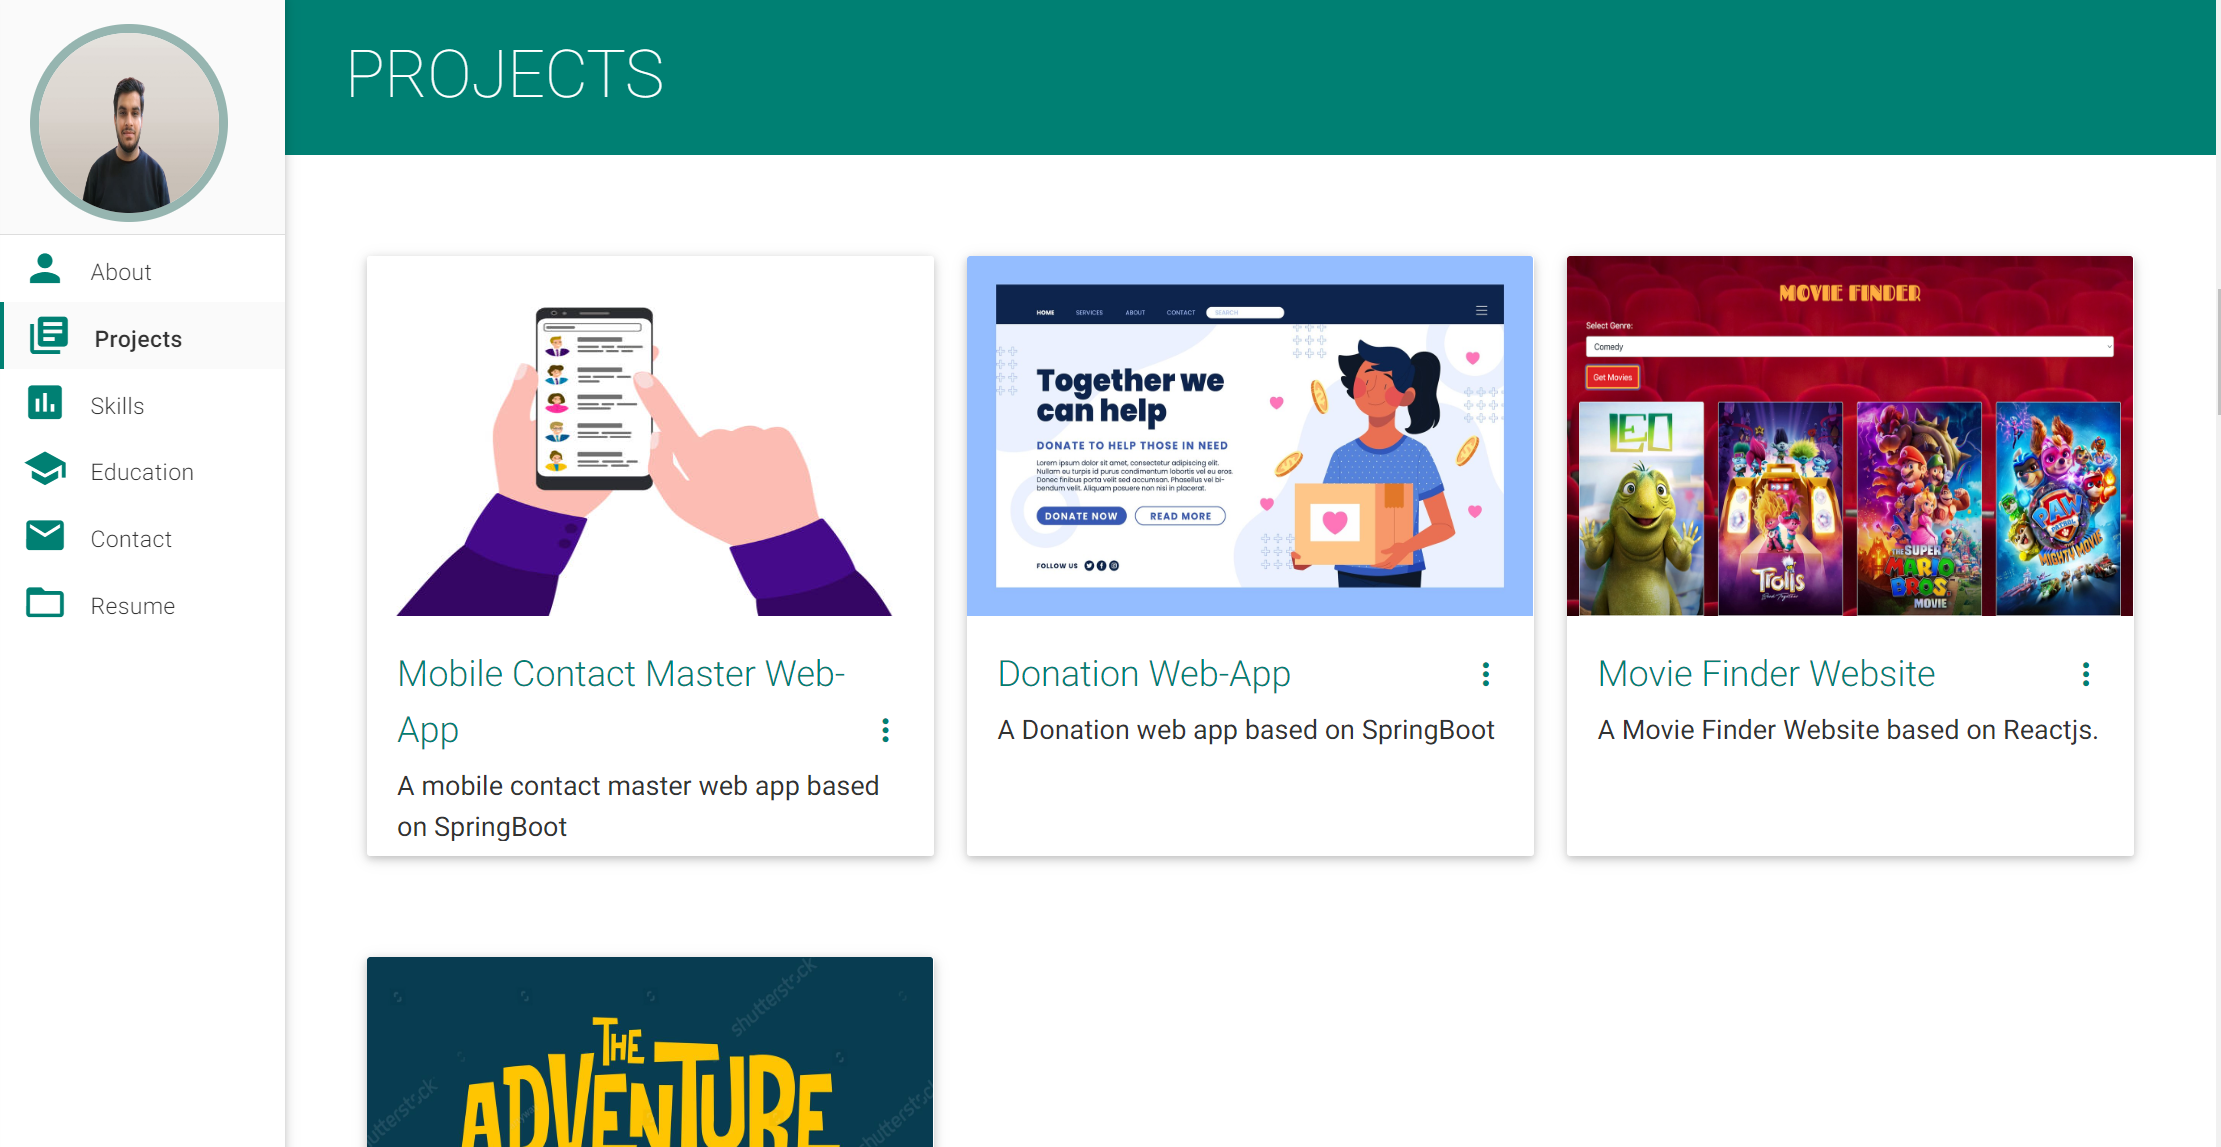 PROJECTS
About
Projects
Skills
Education
Contact
Resume
Mobile Contact Master Web-
App
A mobile contact master web app based
on SpringBoot
HOME SERVICES ABOUT CONTACT SEARCH
Together we
can help
DONATE TO HELP THOSE IN NEED
Lorem ipsum dolor sit amet, consectetur adipiscing elit.
Nullam eu turpis id purus condimentum lobortis vel eu eros.
Donec finibus porta velit sed accumsan. Phasellus vel bi-
bendum velit. Aliquam posuere non nisi in placerat.
DONATE NOW READ MORE
FOLLOW US
Donation Web-App
A Donation web app based on SpringBoot
MOVIE FINDER
Select Genre:
Comedy
Get Movies
LEO
Trolls
Band Together
THE SUPER
MARIO
BROS.
MOVIE
PAW
PATROL
THE MIGHTY MOVIE
Movie Finder Website
A Movie Finder Website based on Reactjs.
shutterstock
THE
ADVENTURE
shutterstock
shutterstock